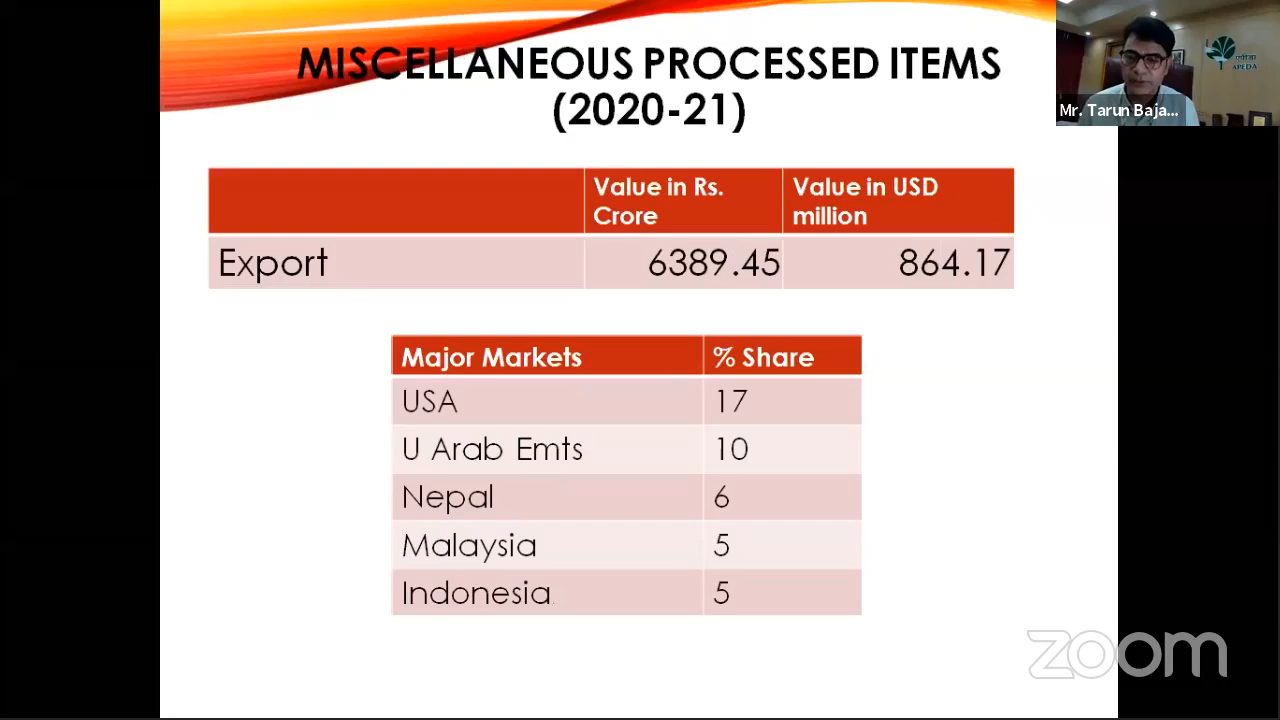 MISCELLANEOUS PROCESSED ITEMS
(2020-21)
Mr. Tarun Baja...
APEDA
Value in Rs. Crore
Value in USD million
Export 6389.45 864.17
Major Markets % Share
USA 17
U Arab Emts 10
Nepal 6
Malaysia 5
Indonesia 5
zoom